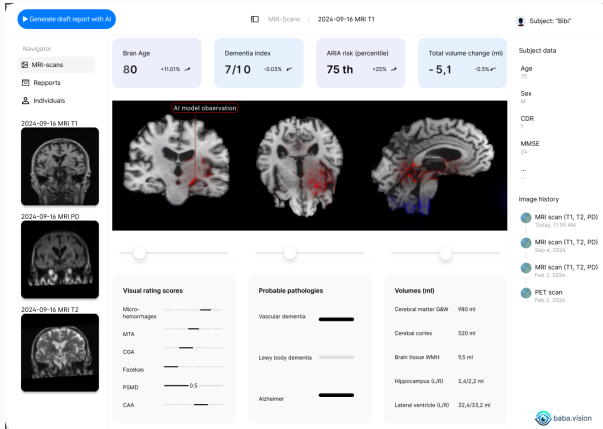 Generate draft report with AI
MRI-Scans / 2024-09-16 MRI T1
Subject: "Bibi"
Navigator
MRI-scans
Repports
Individuals
2024-09-16 MRI T1
2024-09-16 MRI PD
2024-09-16 MRI T2
Bran Age
80 +11.01%
Dementia index
7/10 -0.03%
ARIA risk (percentile)
75 th +25%
Total volume change (ml)
- 5,1 -0.5%
AI model observation
Visual rating scores
Micro-
hemorrhages
MTA
CGA
Fazekas
PSMD 0.5
CAA
Probable pathologies
Vascular dementia
Lewy body dementia
Alzheimer
Volumes (ml)
Cerebral matter G&W 980 ml
Cerebal cortex 520 ml
Brain tissue WMH 9,5 ml
Hippocampus (L/R) 2,4/2,2 ml
Lateral ventricle (L/R) 32,4/33,2 ml
Subject data
Age
75
Sex
M
CDR
1
MMSE
24
...
...
Image history
MRI scan (T1, T2, PD)
Today, 11:59 AM
MRI scan (T1, T2, PD)
Sep 4, 2024
MRI scan (T1, T2, PD)
Feb 2, 2024
PET scan
Feb 2, 2024
baba.vision